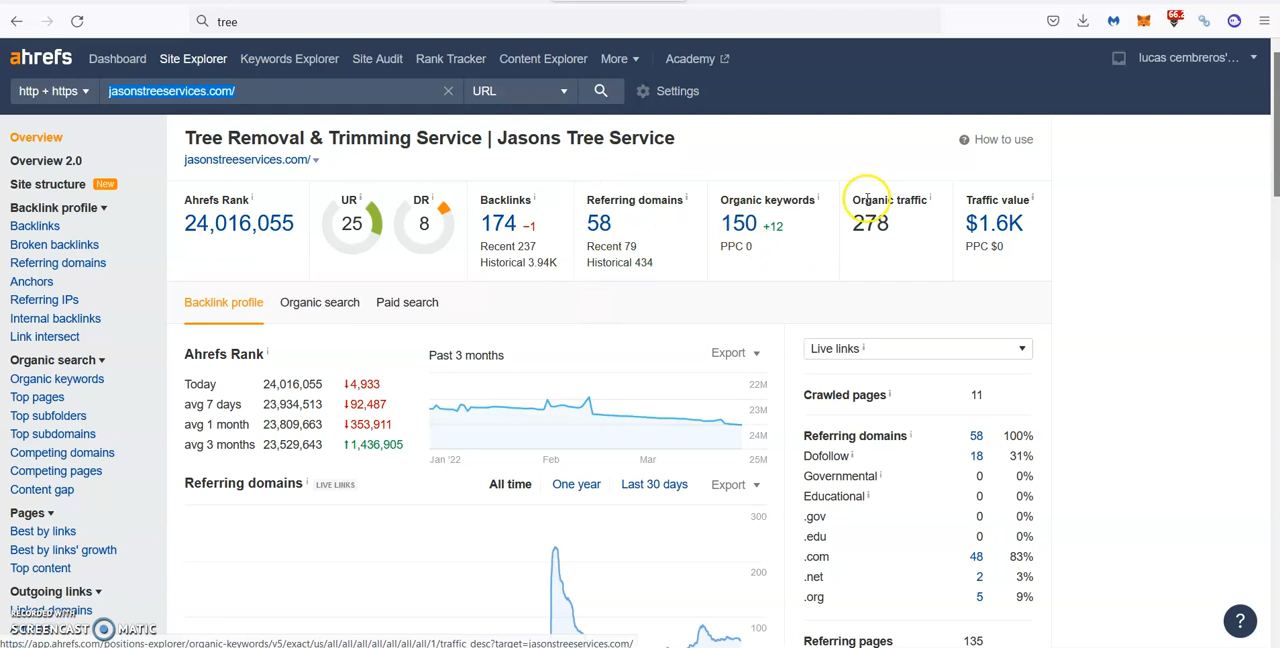 tree
66.2
ahrefs Dashboard Site Explorer Keywords Explorer Site Audit Rank Tracker Content Explorer More Academy lucas cembreros'...
http + https jasonstreeservices.com/ URL Settings
Overview
Overview 2.0
Site structure New
Backlink profile
Backlinks
Broken backlinks
Referring domains
Anchors
Referring IPs
Internal backlinks
Link intersect
Organic search
Organic keywords
Top pages
Top subfolders
Top subdomains
Competing domains
Competing pages
Content gap
Pages
Best by links
Best by links' growth
Top content
Outgoing links
Linked domains
RECORDED WITH
SCREENCAST MATIC
Tree Removal & Trimming Service | Jasons Tree Service
How to use
jasonstreeservices.com/
Ahrefs Rank i
24,016,055
UR i
25
DR i
8
Backlinks i
174 −1
Recent 237
Historical 3.94K
Referring domains i
58
Recent 79
Historical 434
Organic keywords i
150 +12
PPC 0
Organic traffic i
278
Traffic value i
$1.6K
PPC $0
Backlink profile Organic search Paid search
Ahrefs Rank i
Today 24,016,055 ↓4,933
avg 7 days 23,934,513 ↓92,487
avg 1 month 23,809,663 ↓353,911
avg 3 months 23,529,643 ↑1,436,905
Past 3 months Export
22M
23M
24M
25M
Jan '22 Feb Mar
Referring domains i LIVE LINKS All time One year Last 30 days Export
300
200
100
Live links i
Crawled pages i 11
Referring domains i 58 100%
Dofollow i 18 31%
Governmental i 0 0%
Educational i 0 0%
.gov 0 0%
.edu 0 0%
.com 48 83%
.net 2 3%
.org 5 9%
Referring pages 135
?
https://app.ahrefs.com/positions-explorer/organic-keywords/v5/exact/us/all/all/all/all/all/all/all/1/traffic_desc?target=jasonstreeservices.com/